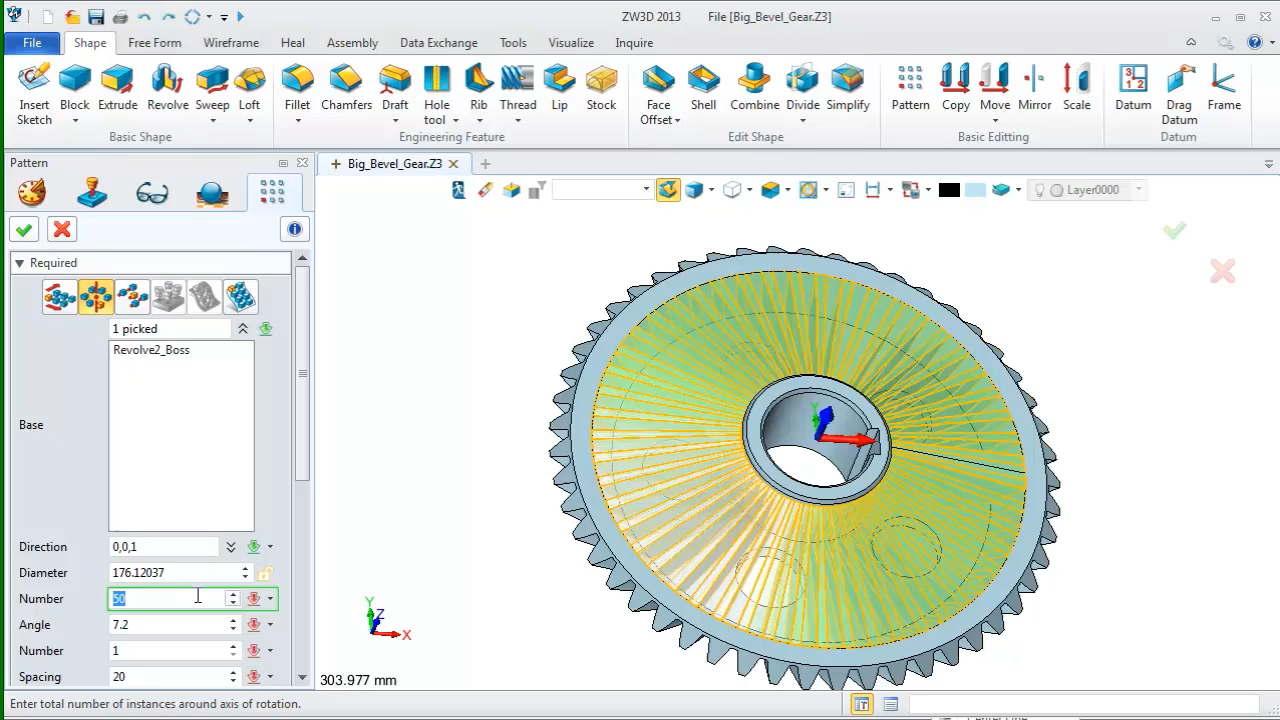 ZW3D 2013 File [Big_Bevel_Gear.Z3]
File Shape Free Form Wireframe Heal Assembly Data Exchange Tools Visualize Inquire
Insert Sketch Block Extrude Revolve Sweep Loft Fillet Chamfers Draft Hole tool Rib Thread Lip Stock Face Offset Shell Combine Divide Simplify Pattern Copy Move Mirror Scale Datum Drag Datum Frame
Basic Shape Engineering Feature Edit Shape Basic Editing Datum
Pattern
Big_Bevel_Gear.Z3
Layer0000
Required
1 picked
Revolve2_Boss
Base
Direction 0,0,1
Diameter 176.12037
Number 50
Angle 7.2
Number 1
Spacing 20
Y
Y
Z
X
303.977 mm
Enter total number of instances around axis of rotation.